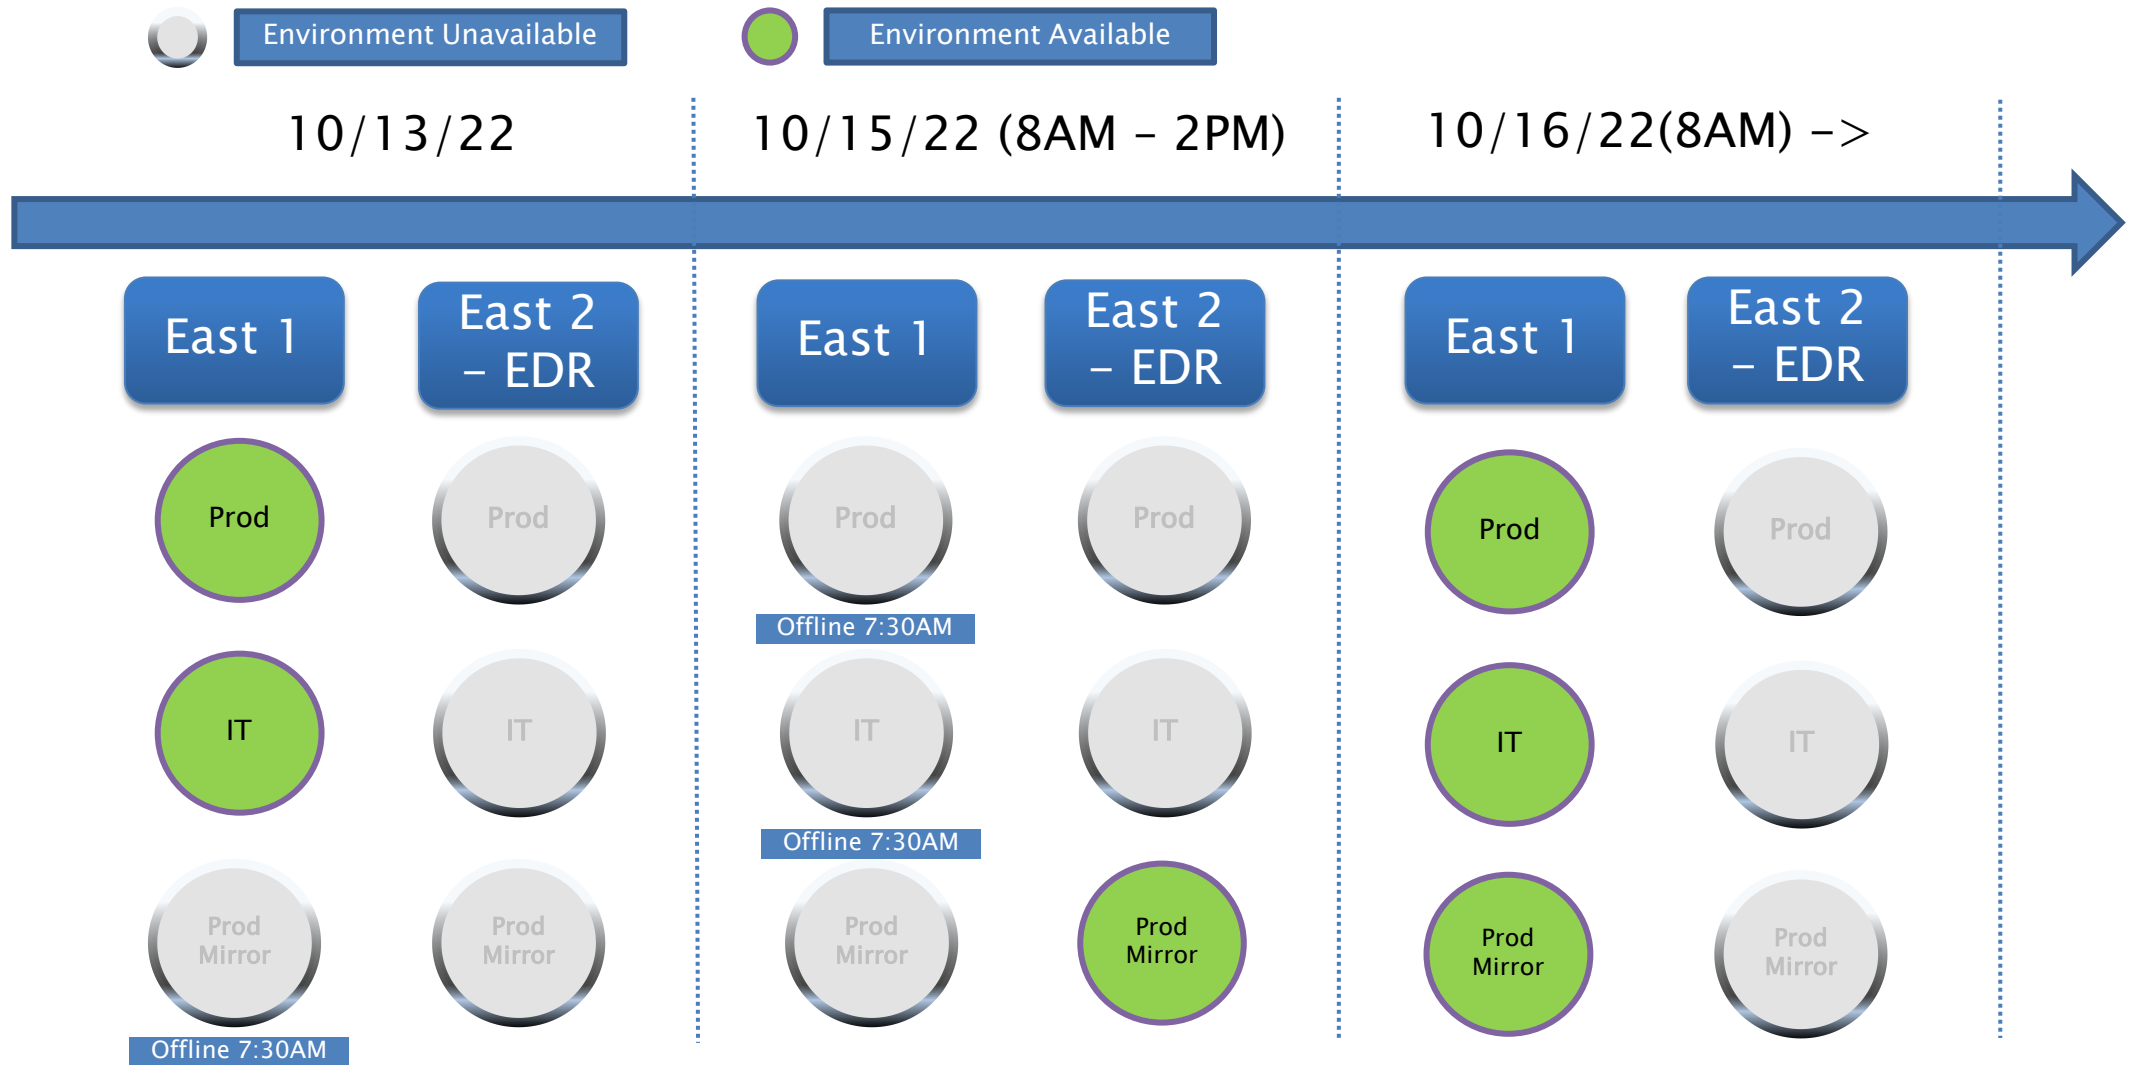 Environment Unavailable
Environment Available
10/13/22
10/15/22 (8AM – 2PM)
10/16/22(8AM) ->
East 1
East 2
– EDR
East 1
East 2
– EDR
East 1
East 2
– EDR
Prod
Prod
Prod
Prod
Prod
Prod
Offline 7:30AM
IT
IT
IT
IT
IT
IT
Offline 7:30AM
Prod
Mirror
Prod
Mirror
Prod
Mirror
Prod
Mirror
Prod
Mirror
Prod
Mirror
Offline 7:30AM